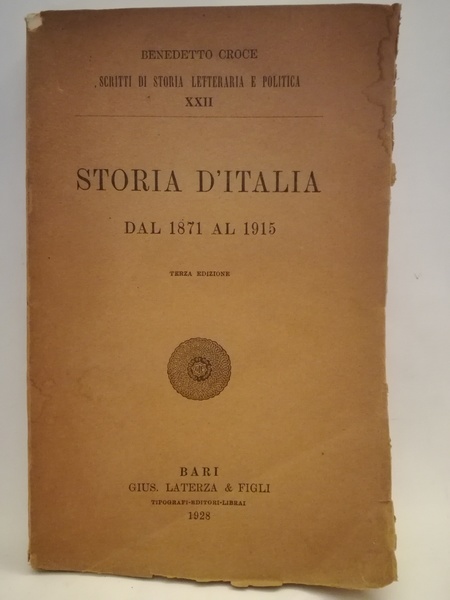 BENEDETTO CROCE
SCRITTI DI STORIA LETTERARIA E POLITICA
XXII
STORIA D'ITALIA
DAL 1871 AL 1915
TERZA EDIZIONE
BARI
GIUS. LATERZA & FIGLI
TIPOGRAFI-EDITORI-LIBRAI
1928